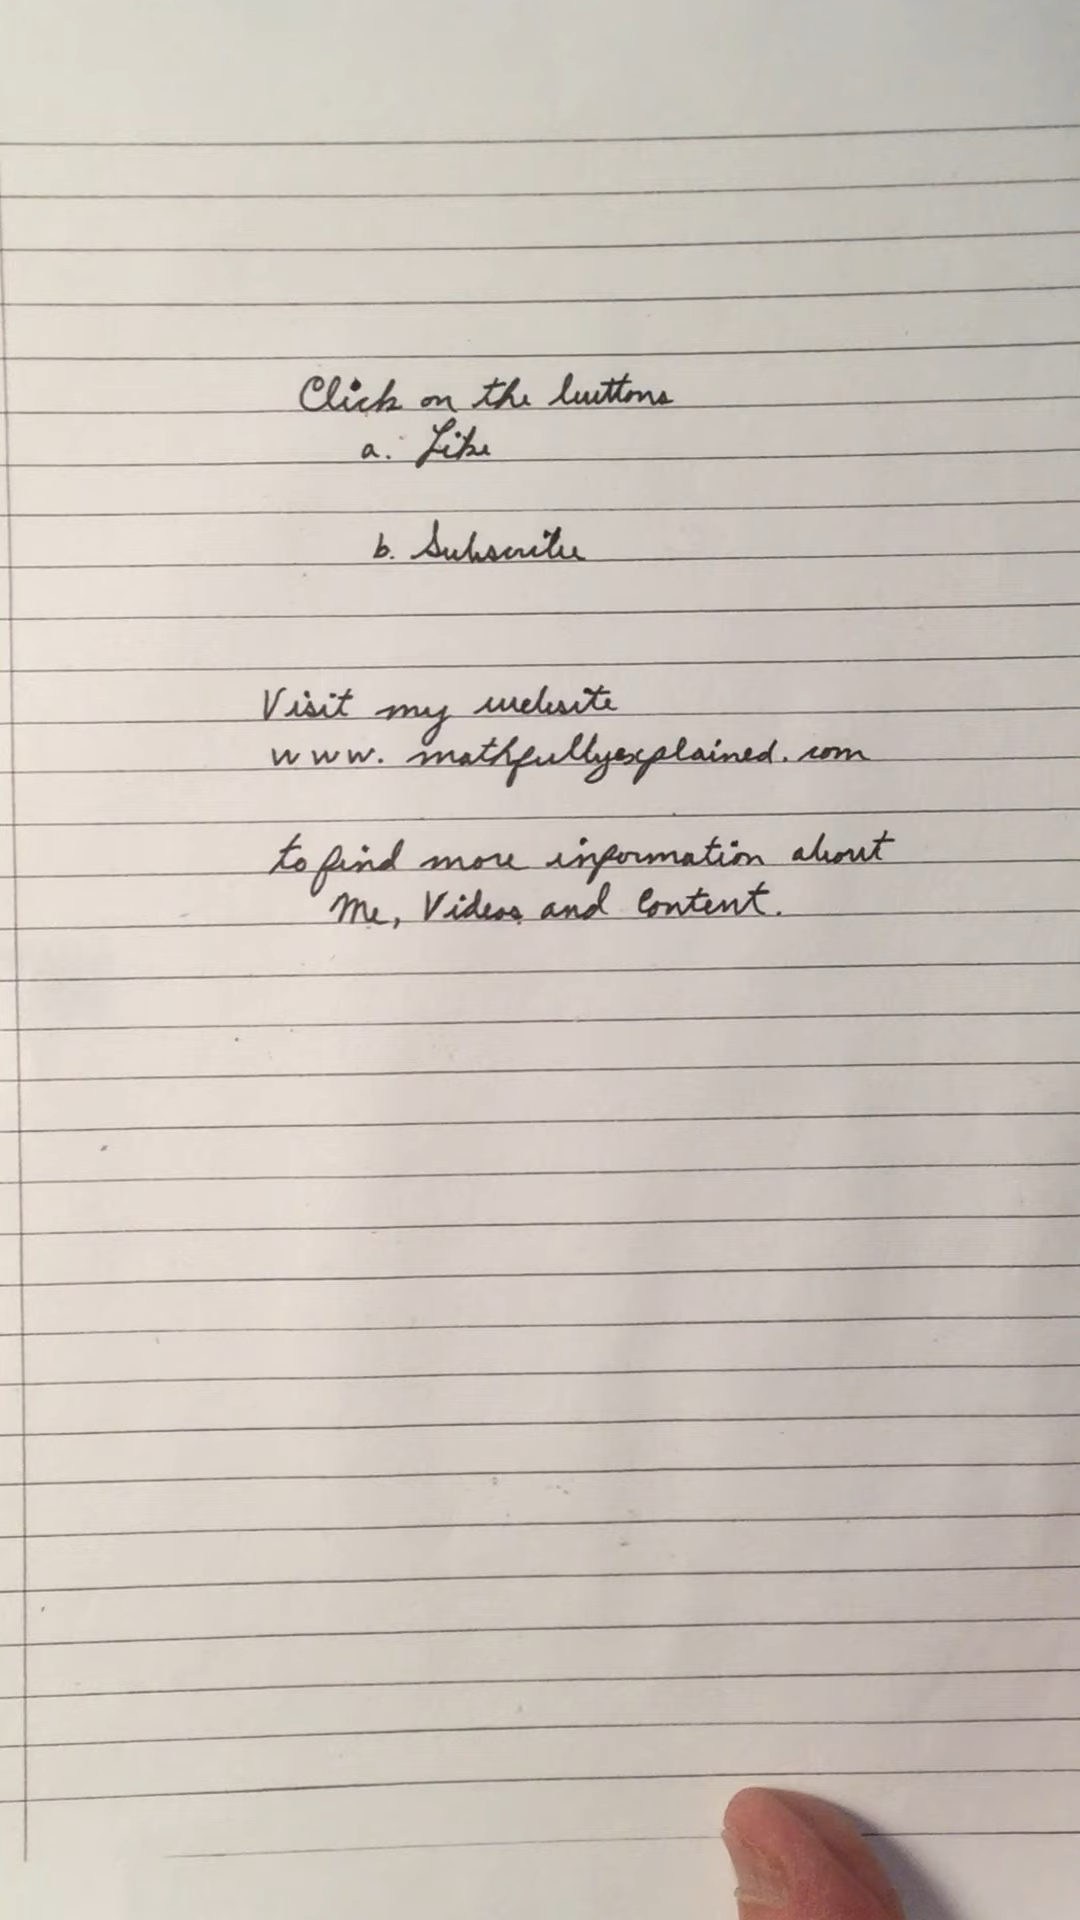 Click on the buttons
a. Like
b. Subscribe
Visit my website
www. mathfullyexplained.com
to find more information about
Me, Videos and Content.